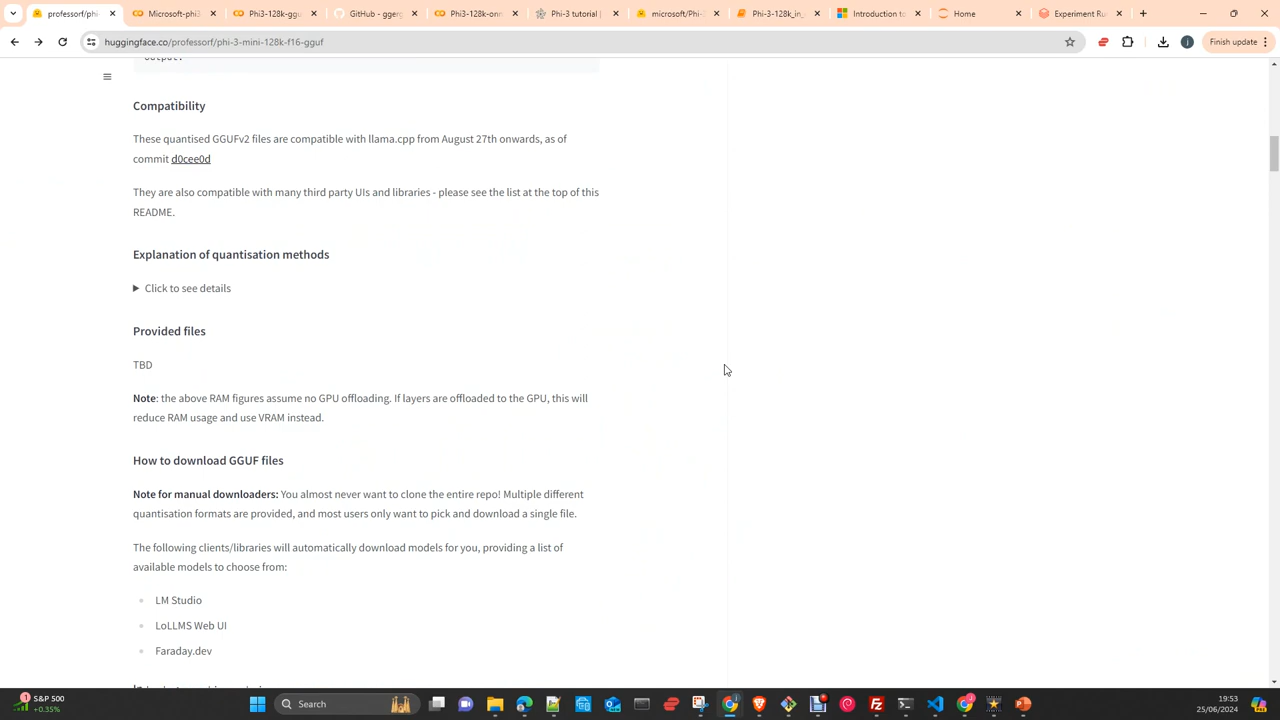 professorf/phi
Microsoft-phi3
Phi3-128k-ggu
GitHub - ggerg
Phi3-128k-onn
Phi-3 tutorial |
microsoft/Phi-
Phi3-128k_in_
Introduction to
Home
Experiment Ru
huggingface.co/professorf/phi-3-mini-128k-f16-gguf
Finish update
Compatibility
These quantised GGUFv2 files are compatible with llama.cpp from August 27th onwards, as of
commit d0cee0d
They are also compatible with many third party UIs and libraries - please see the list at the top of this
README.
Explanation of quantisation methods
Click to see details
Provided files
TBD
Note: the above RAM figures assume no GPU offloading. If layers are offloaded to the GPU, this will
reduce RAM usage and use VRAM instead.
How to download GGUF files
Note for manual downloaders: You almost never want to clone the entire repo! Multiple different
quantisation formats are provided, and most users only want to pick and download a single file.
The following clients/libraries will automatically download models for you, providing a list of
available models to choose from:
LM Studio
LoLLMS Web UI
Faraday.dev
S&P 500
+0.35%
Search
19:53
25/06/2024